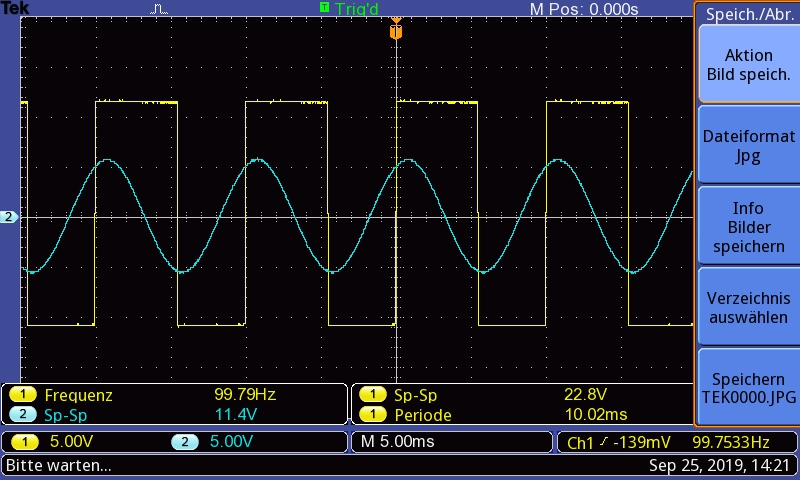 Tek
T Trig'd
M Pos: 0.000s
T
2
Speich./Abr.
Aktion
Bild speich.
Dateiformat
Jpg
Info
Bilder
speichern
Verzeichnis
auswählen
Speichern
TEK0000.JPG
1 Frequenz 99.79Hz
2 Sp-Sp 11.4V
1 Sp-Sp 22.8V
1 Periode 10.02ms
1 5.00V 2 5.00V
M 5.00ms
Ch1 -139mV 99.7533Hz
Bitte warten...
Sep 25, 2019, 14:21